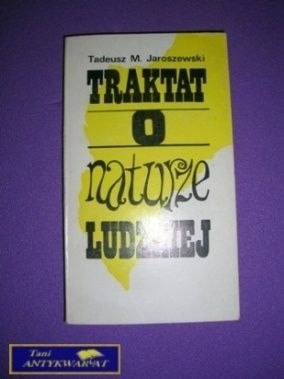 Tadeusz M. Jaroszewski
TRAKTAT
O
naturze
LUDZKIEJ
Tani
ANTYKWARIAT